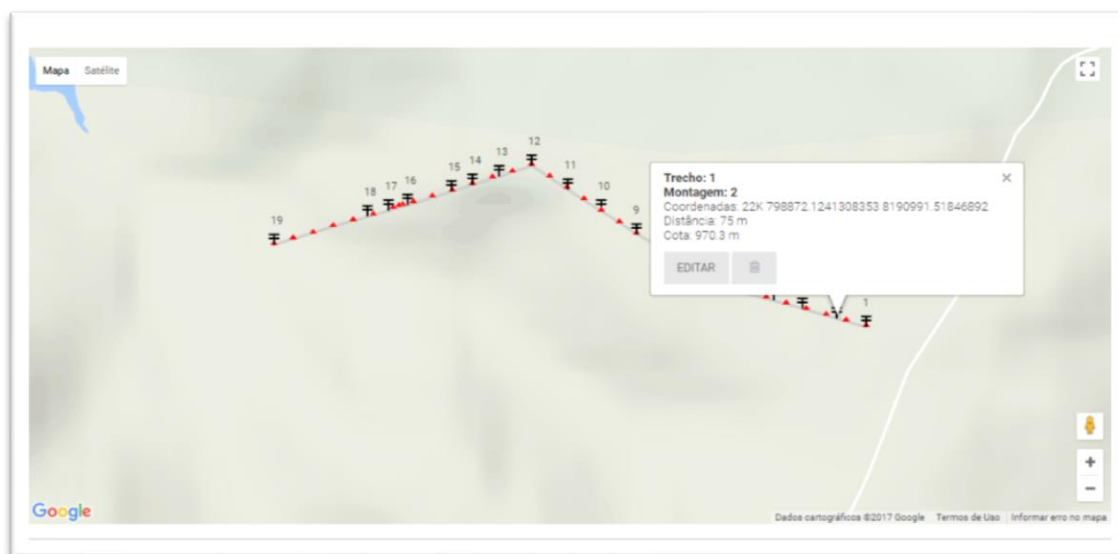 Mapa Satélite
12
13
14
15
11
16
17
18
10
19
9
Trecho: 1
Montagem: 2
Coordenadas: 22K 798872.1241308353 8190991.51846892
Distância: 75 m
Cota: 970.3 m
EDITAR
1
+
−
Google
Dados cartográficos ©2017 Google Termos de Uso Informar erro no mapa